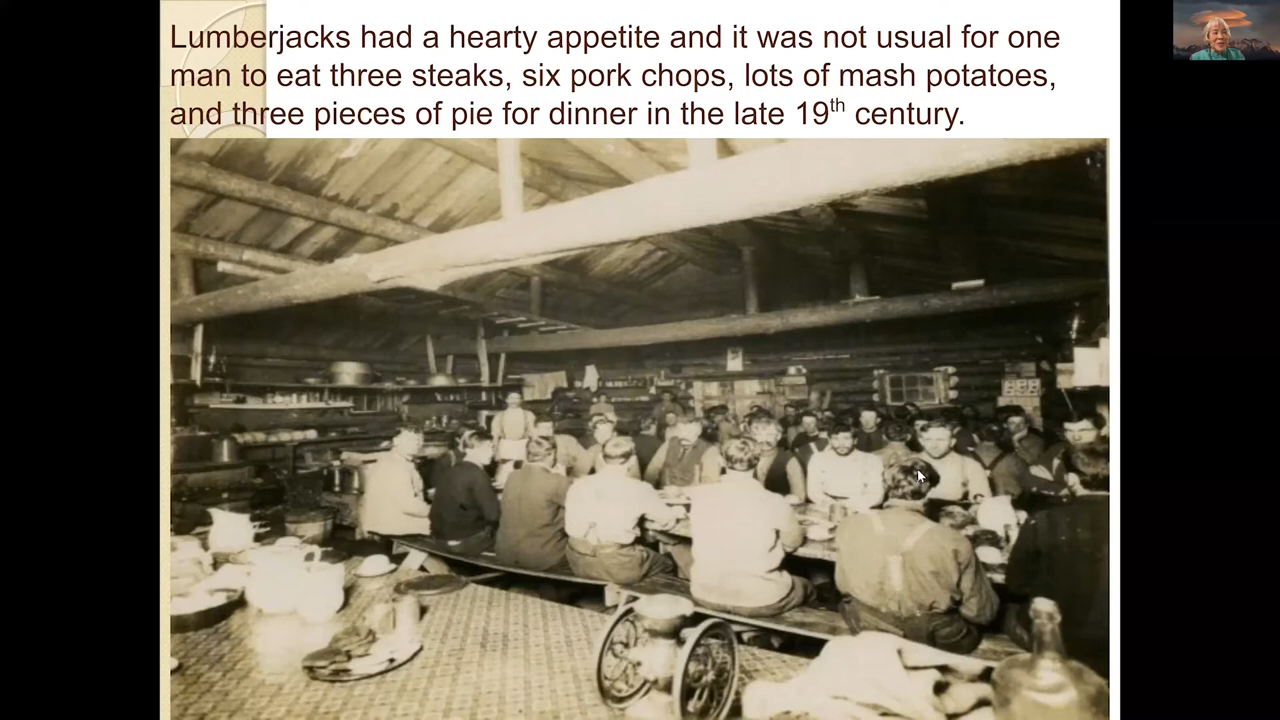 Lumberjacks had a hearty appetite and it was not usual for one
man to eat three steaks, six pork chops, lots of mash potatoes,
and three pieces of pie for dinner in the late 19th century.